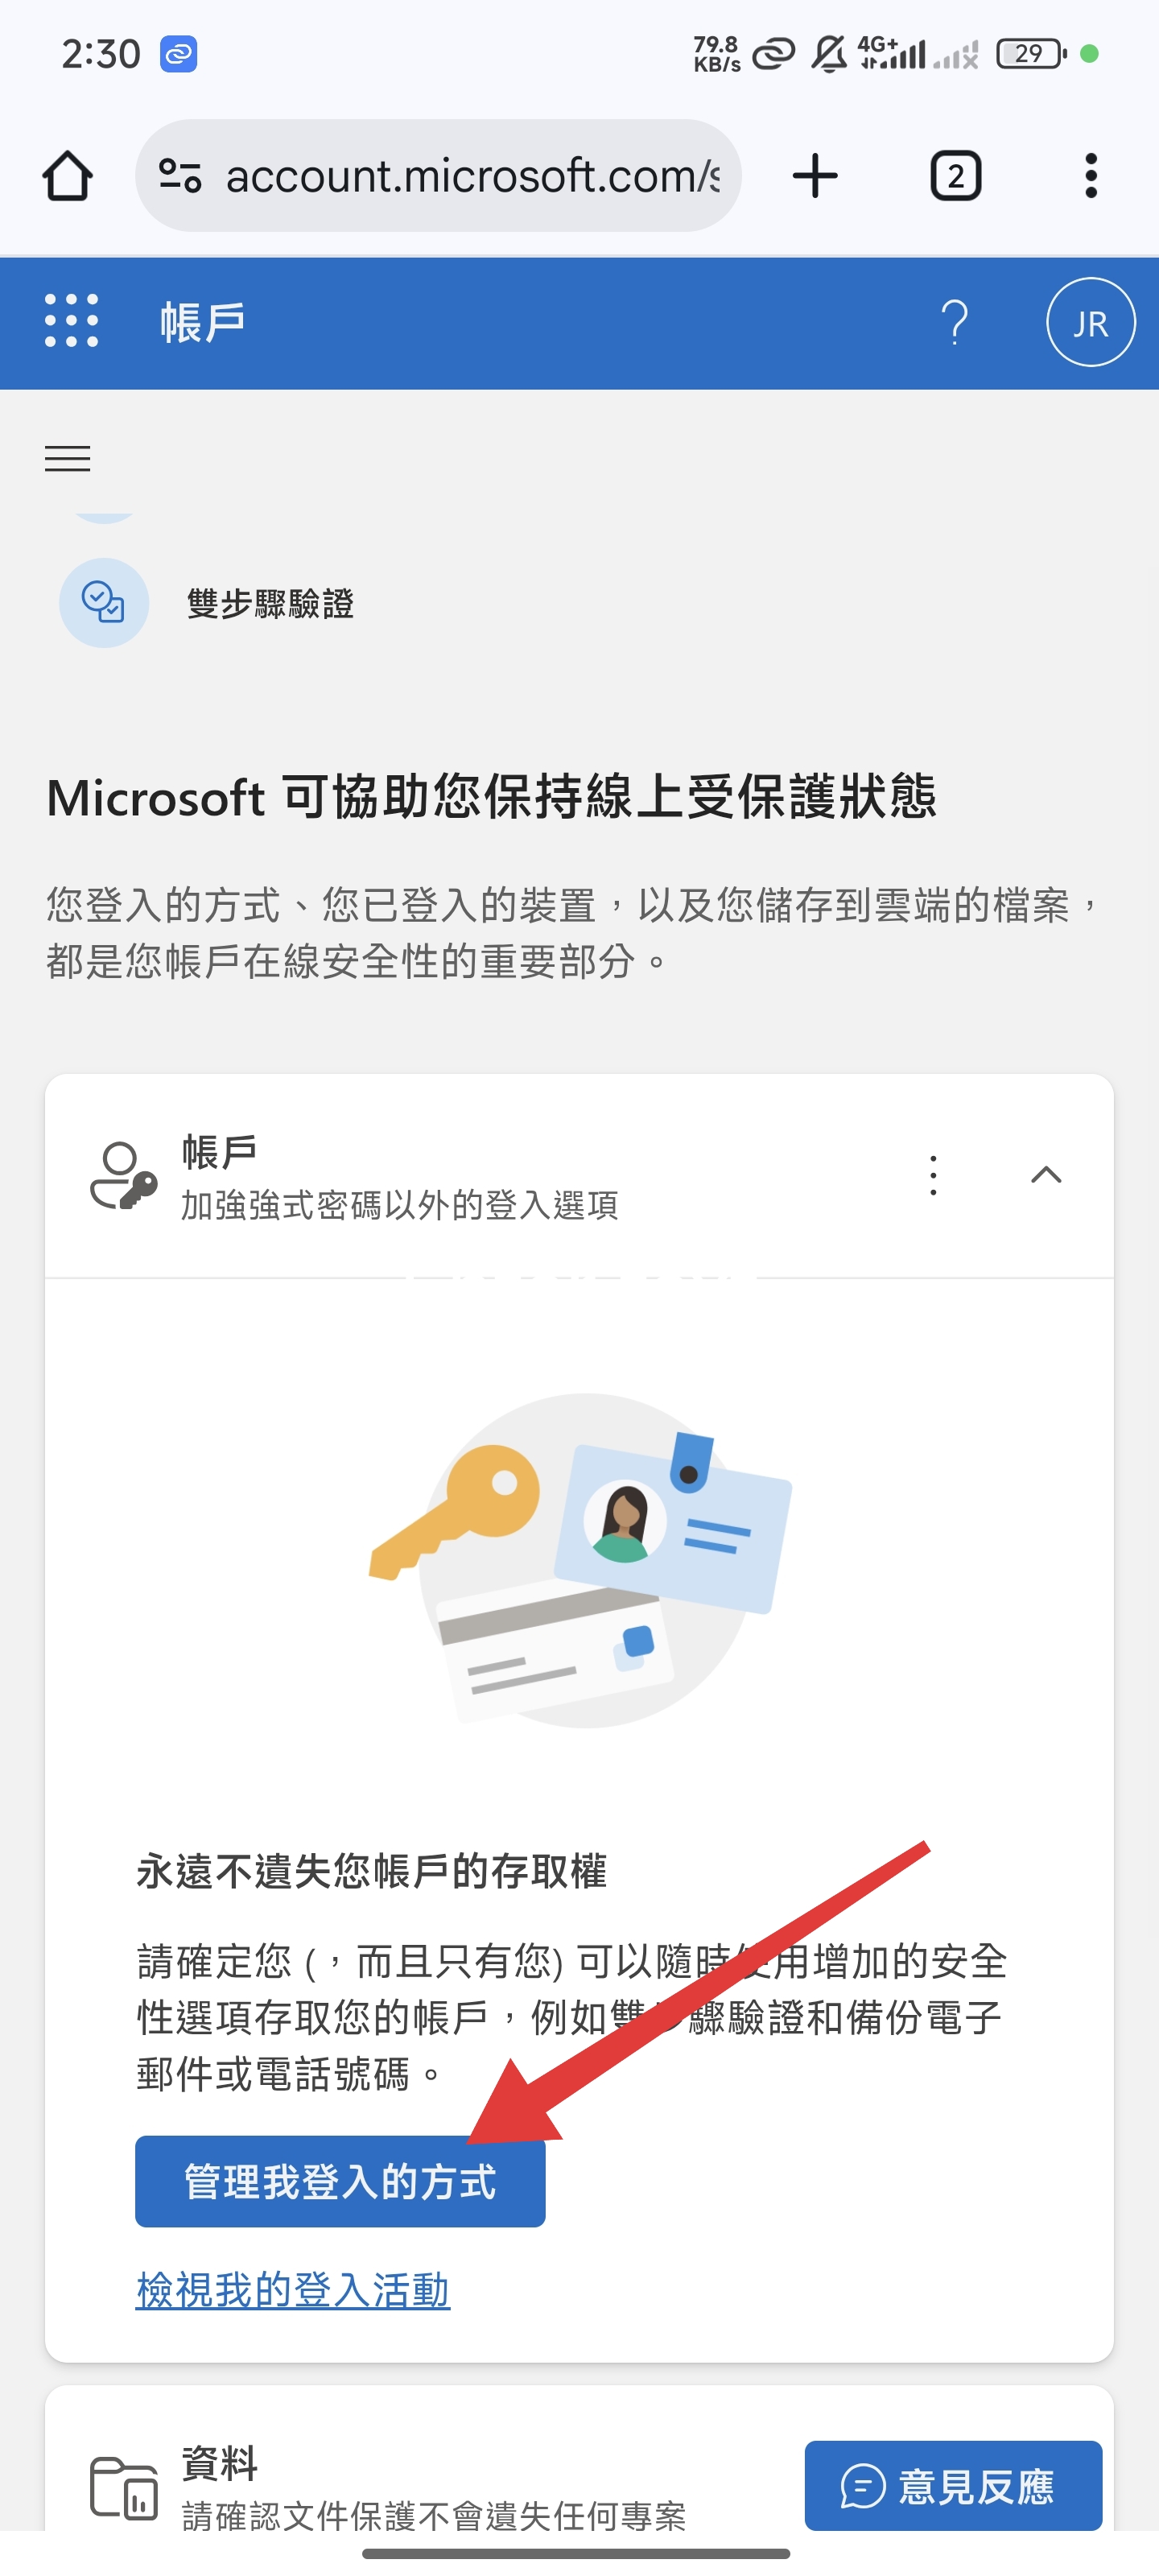 2:30
79.8
KB/s
4G+
29
account.microsoft.com/s
2
帳戶
?
JR
雙步驟驗證
Microsoft 可協助您保持線上受保護狀態
您登入的方式、您已登入的裝置，以及您儲存到雲端的檔案，
都是您帳戶在線安全性的重要部分。
帳戶
加強強式密碼以外的登入選項
永遠不遺失您帳戶的存取權
請確定您 (，而且只有您) 可以隨時使用增加的安全
性選項存取您的帳戶，例如雙步驟驗證和備份電子
郵件或電話號碼。
管理我登入的方式
檢視我的登入活動
資料
請確認文件保護不會遺失任何專案
意見反應